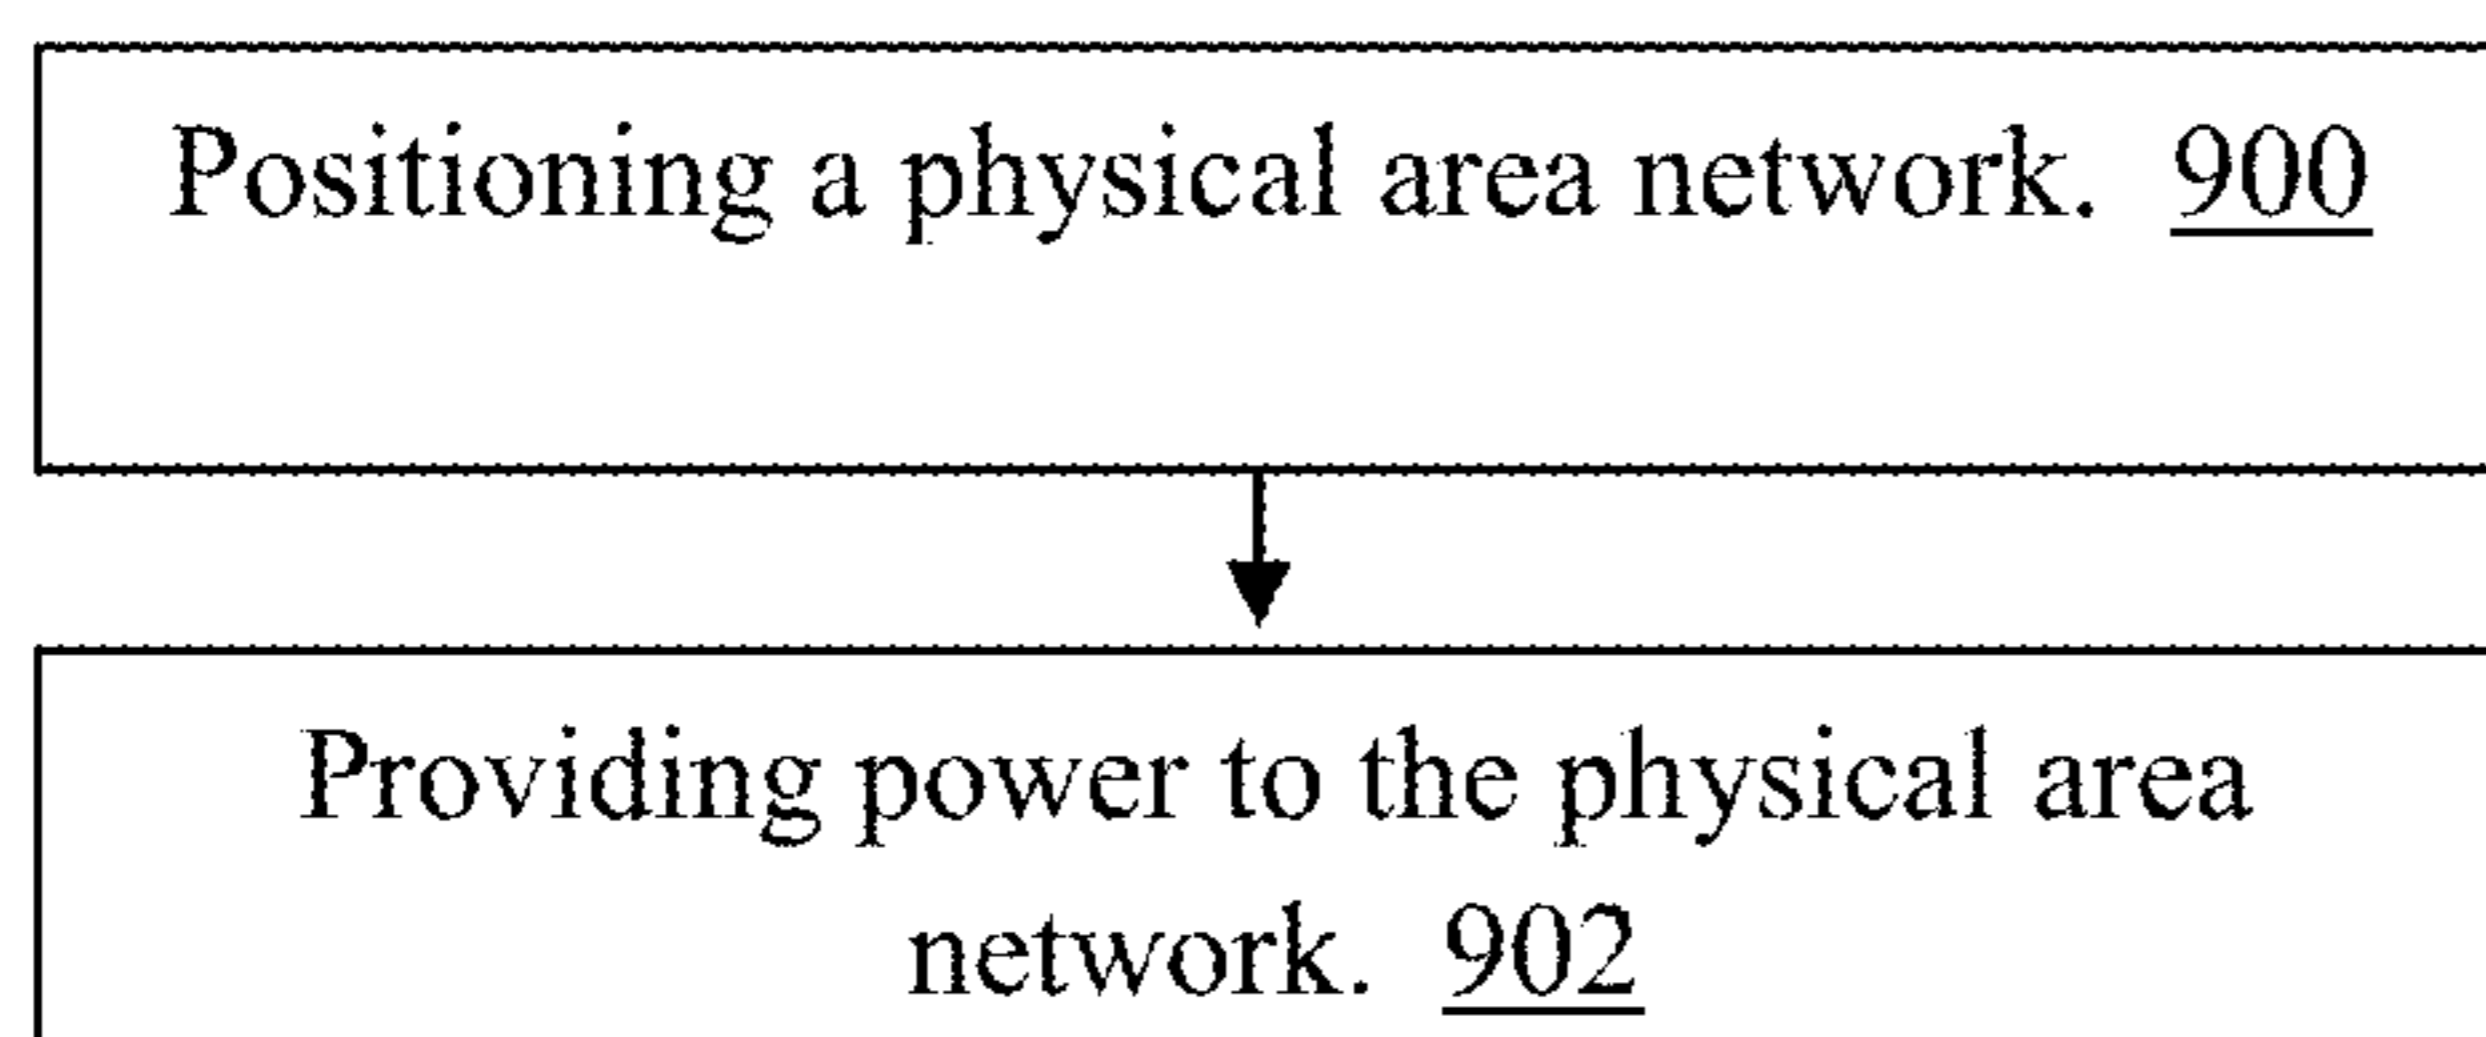 Positioning a physical area network. 900
Providing power to the physical area
network. 902